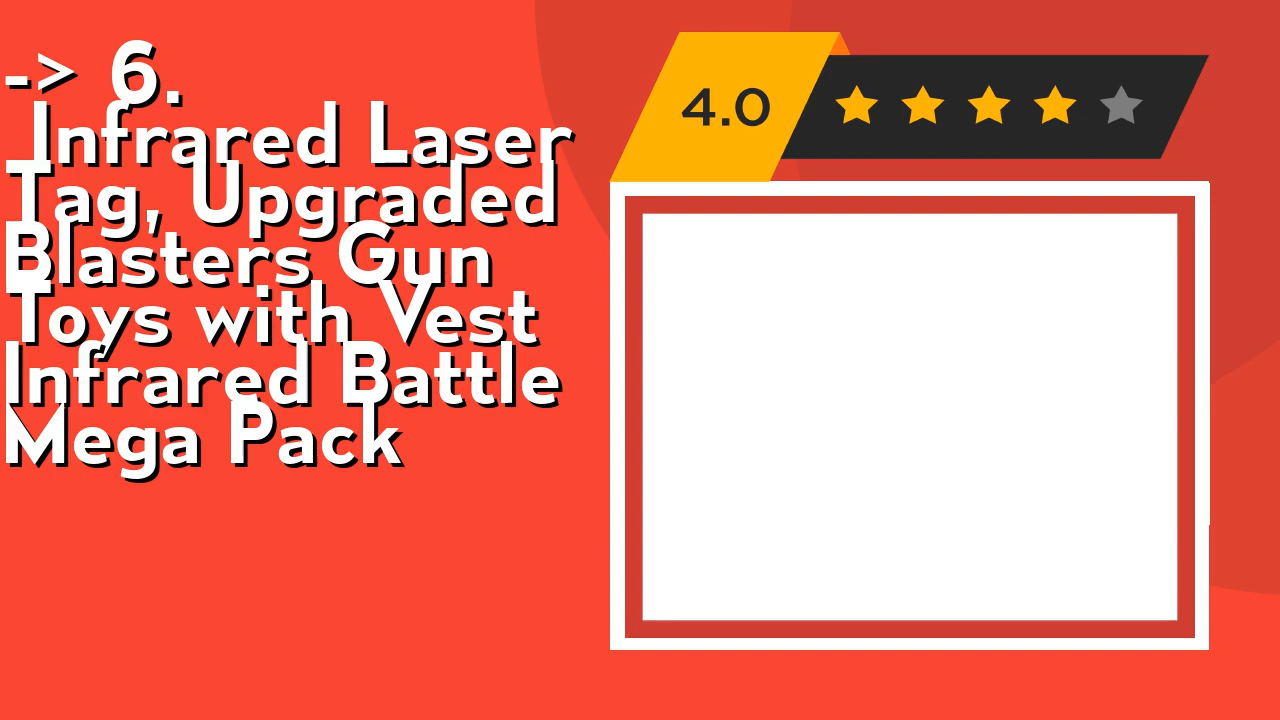 -> 6.
Infrared Laser
Tag, Upgraded
Blasters Gun
Toys with Vest
Infrared Battle
Mega Pack
4.0